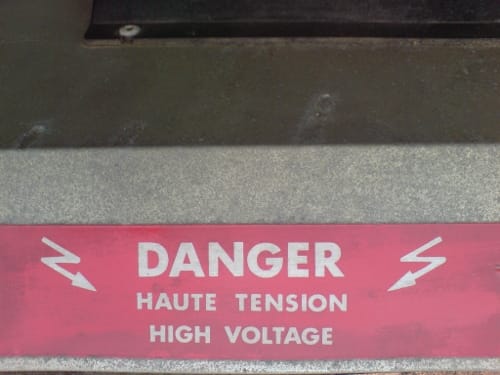 DANGER
HAUTE TENSION
HIGH VOLTAGE